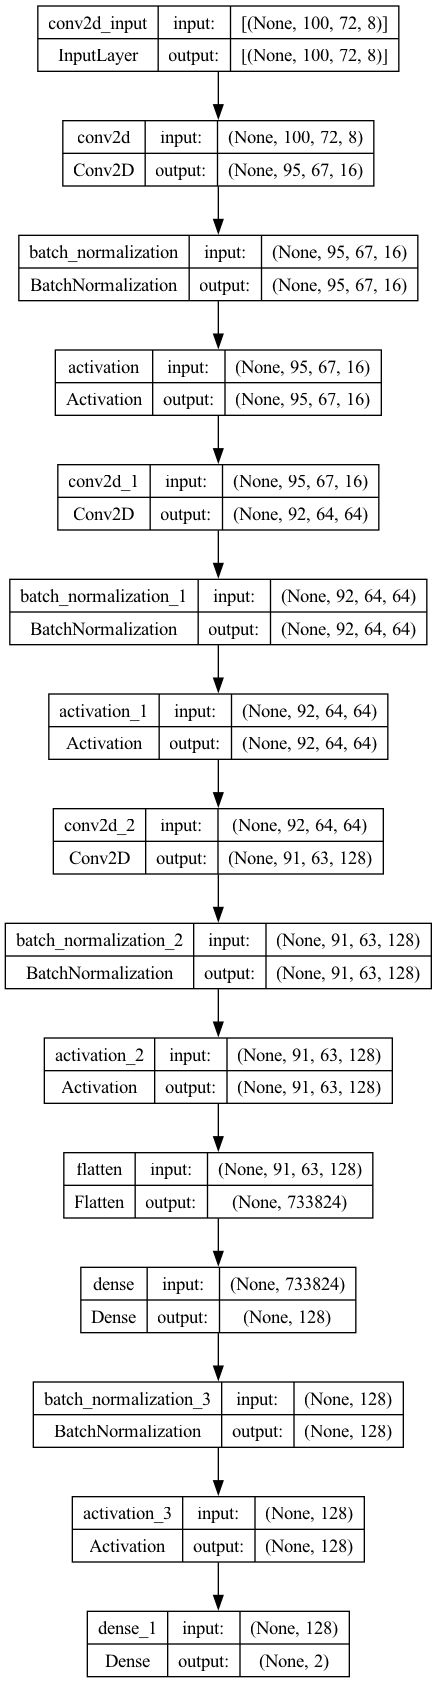 conv2d_input input: [(None, 100, 72, 8)]
InputLayer output: [(None, 100, 72, 8)]
conv2d input: (None, 100, 72, 8)
Conv2D output: (None, 95, 67, 16)
batch_normalization input: (None, 95, 67, 16)
BatchNormalization output: (None, 95, 67, 16)
activation input: (None, 95, 67, 16)
Activation output: (None, 95, 67, 16)
conv2d_1 input: (None, 95, 67, 16)
Conv2D output: (None, 92, 64, 64)
batch_normalization_1 input: (None, 92, 64, 64)
BatchNormalization output: (None, 92, 64, 64)
activation_1 input: (None, 92, 64, 64)
Activation output: (None, 92, 64, 64)
conv2d_2 input: (None, 92, 64, 64)
Conv2D output: (None, 91, 63, 128)
batch_normalization_2 input: (None, 91, 63, 128)
BatchNormalization output: (None, 91, 63, 128)
activation_2 input: (None, 91, 63, 128)
Activation output: (None, 91, 63, 128)
flatten input: (None, 91, 63, 128)
Flatten output: (None, 733824)
dense input: (None, 733824)
Dense output: (None, 128)
batch_normalization_3 input: (None, 128)
BatchNormalization output: (None, 128)
activation_3 input: (None, 128)
Activation output: (None, 128)
dense_1 input: (None, 128)
Dense output: (None, 2)